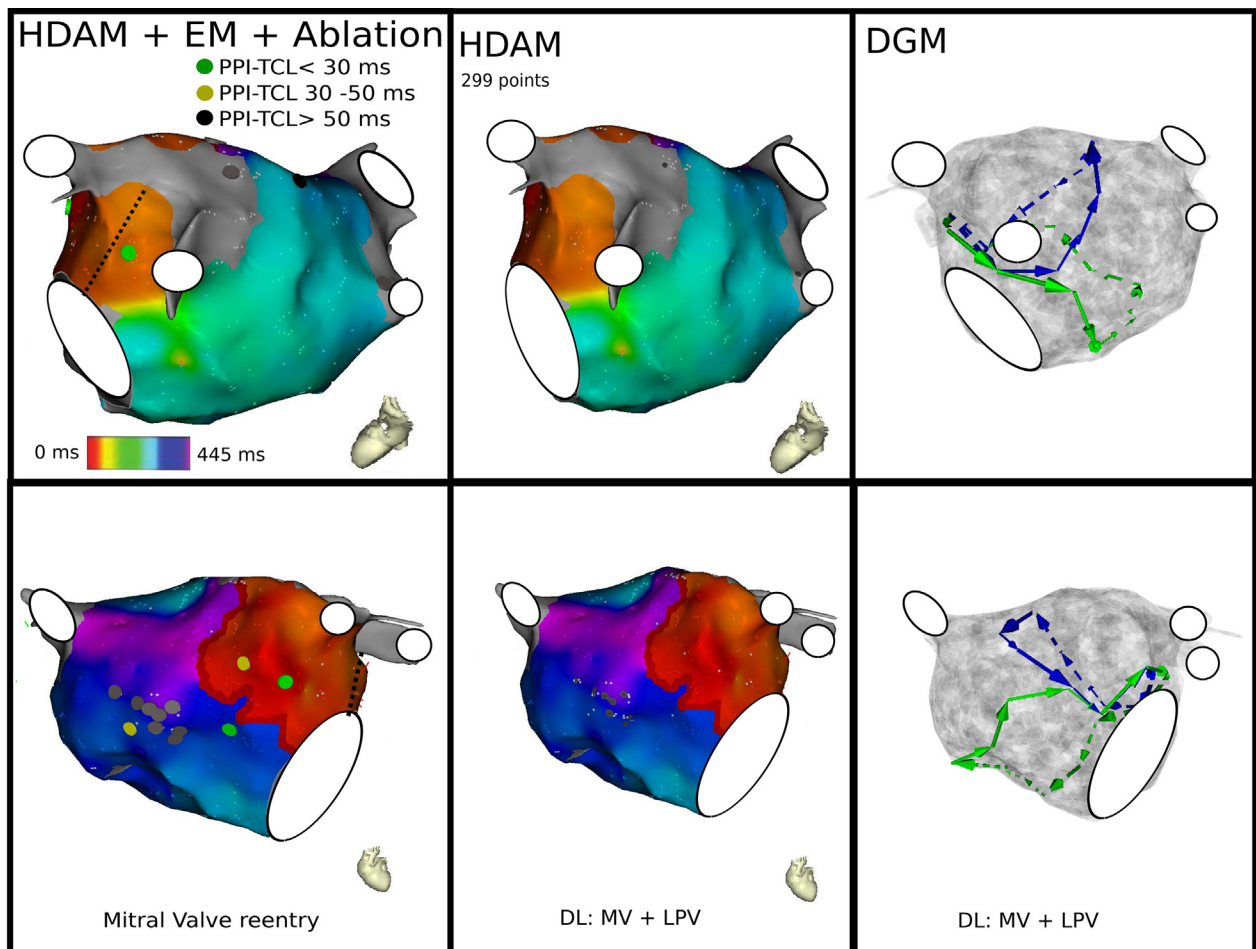 HDAM + EM + Ablation
PPI-TCL< 30 ms
PPI-TCL 30 -50 ms
PPI-TCL> 50 ms
0 ms
445 ms
HDAM
299 points
DGM
Mitral Valve reentry
DL: MV + LPV
DL: MV + LPV